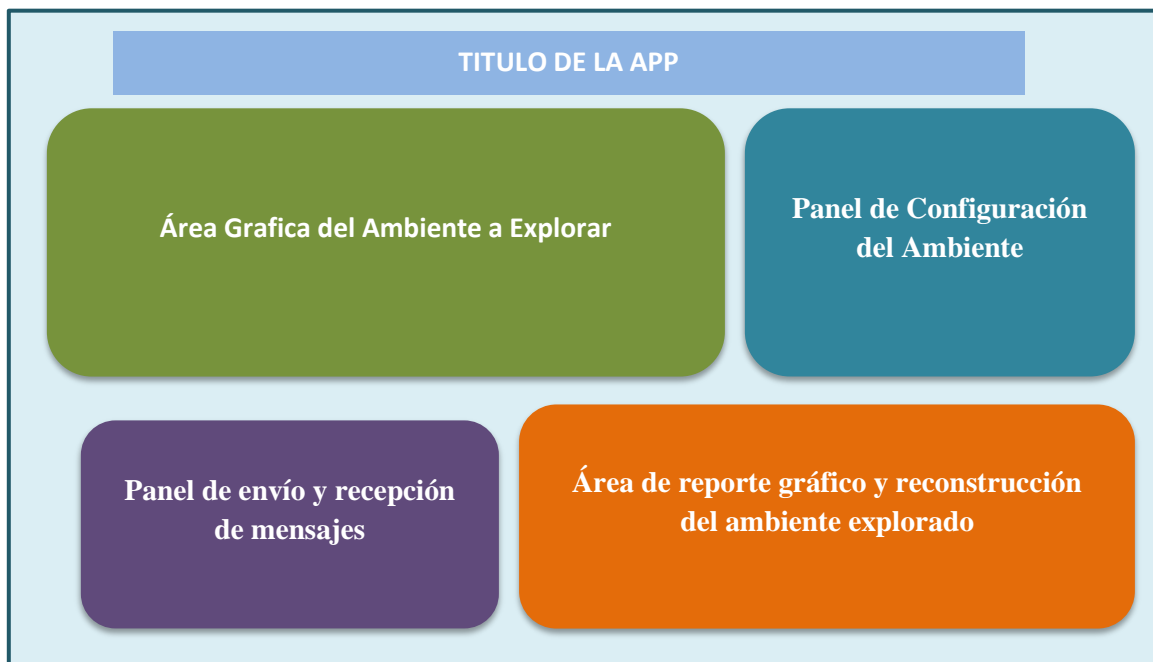 TITULO DE LA APP
Área Grafica del Ambiente a Explorar
Panel de Configuración
del Ambiente
Panel de envío y recepción
de mensajes
Área de reporte gráfico y reconstrucción
del ambiente explorado